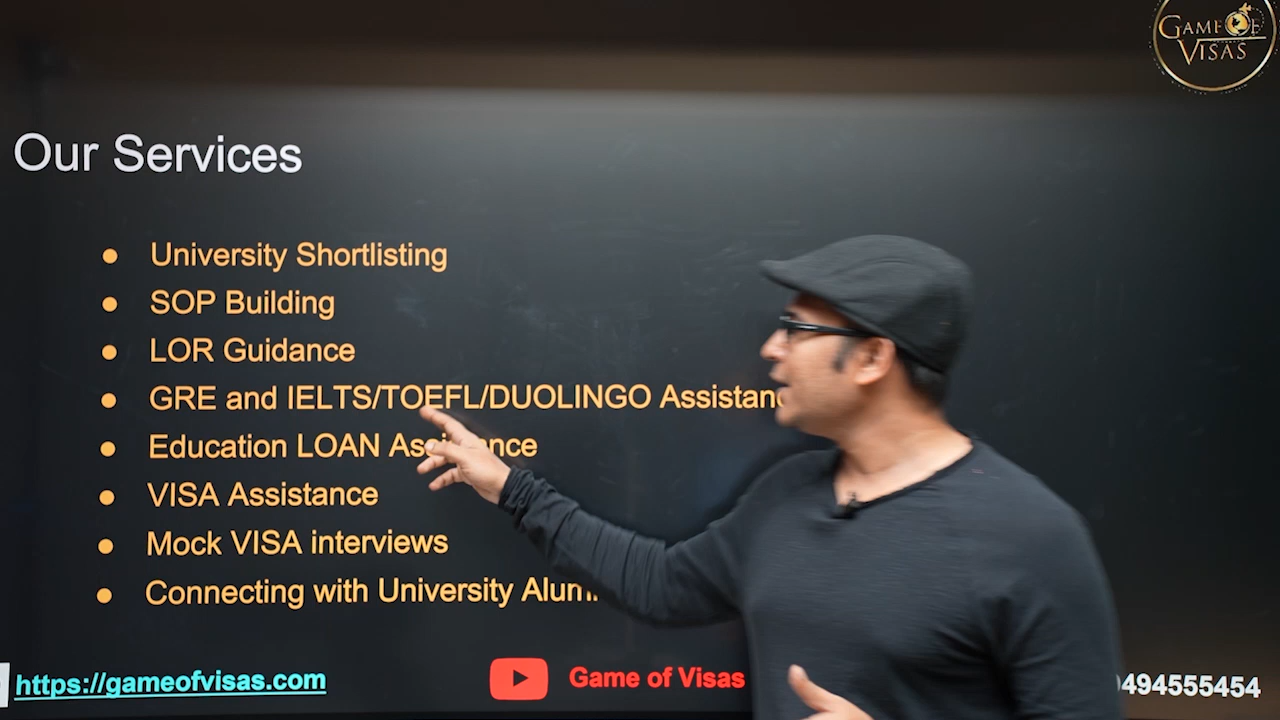 GAME OF
VISAS
Our Services
● University Shortlisting
● SOP Building
● LOR Guidance
● GRE and IELTS/TOEFL/DUOLINGO
● Education LOAN
● VISA Assistance
● Mock VISA interviews
● Connecting with University
https://gameofvisas.com
Game of Visas
494555454